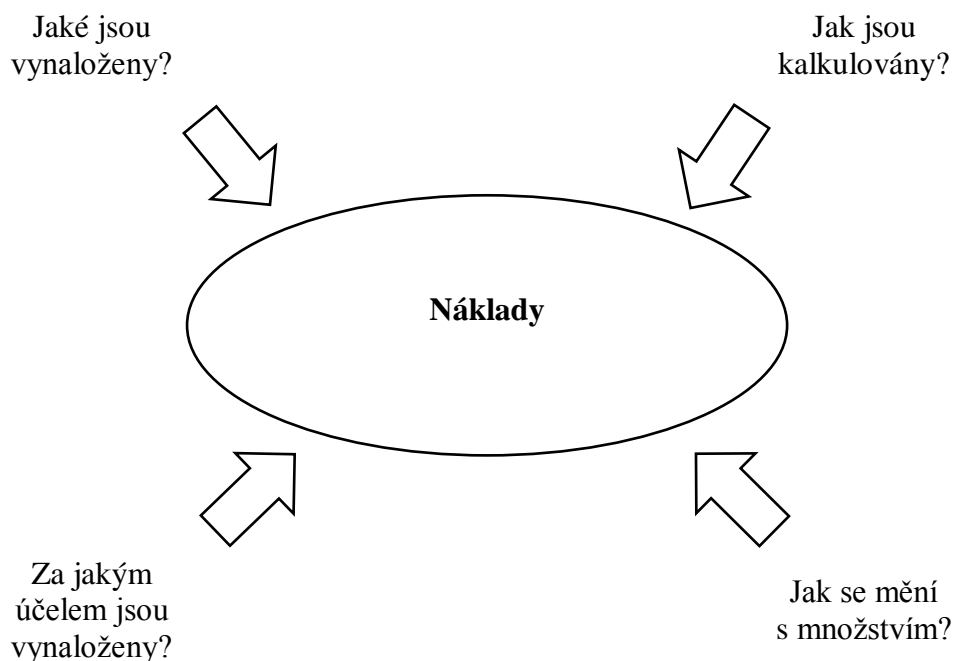 Jaké jsou
vynaloženy?
Jak jsou
kalkulovány?
Náklady
Za jakým
účelem jsou
vynaloženy?
Jak se mění
s množstvím?